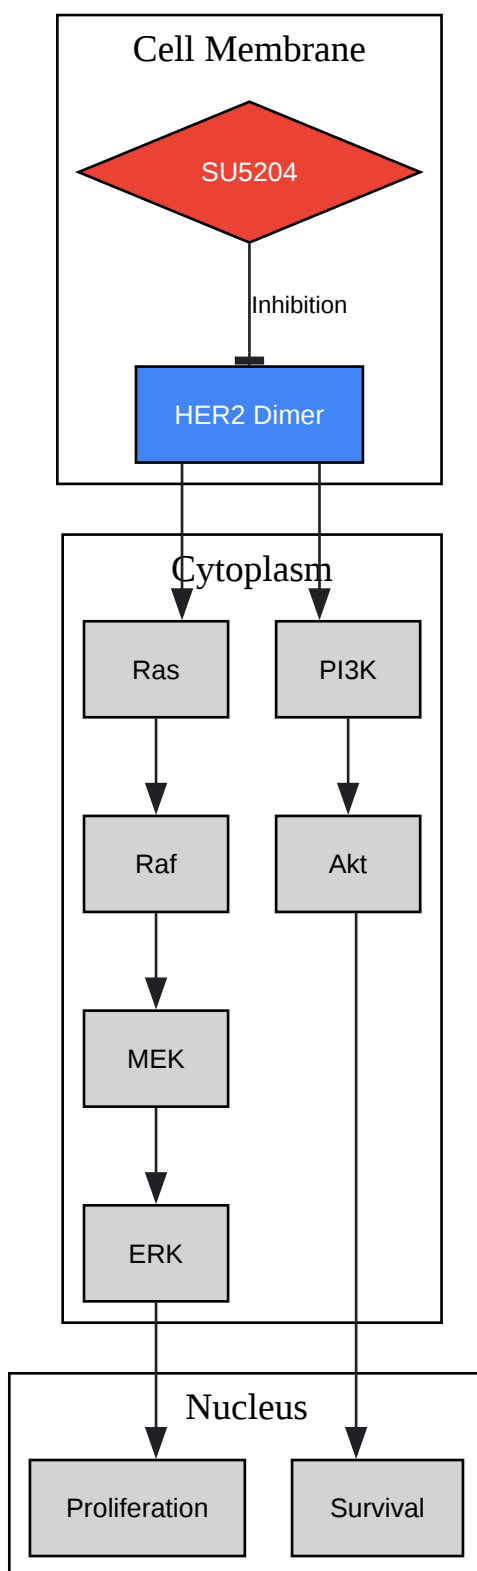 Cell Membrane
SU5204
Inhibition
HER2 Dimer
Cytoplasm
Ras
PI3K
Raf
Akt
MEK
ERK
Nucleus
Proliferation
Survival